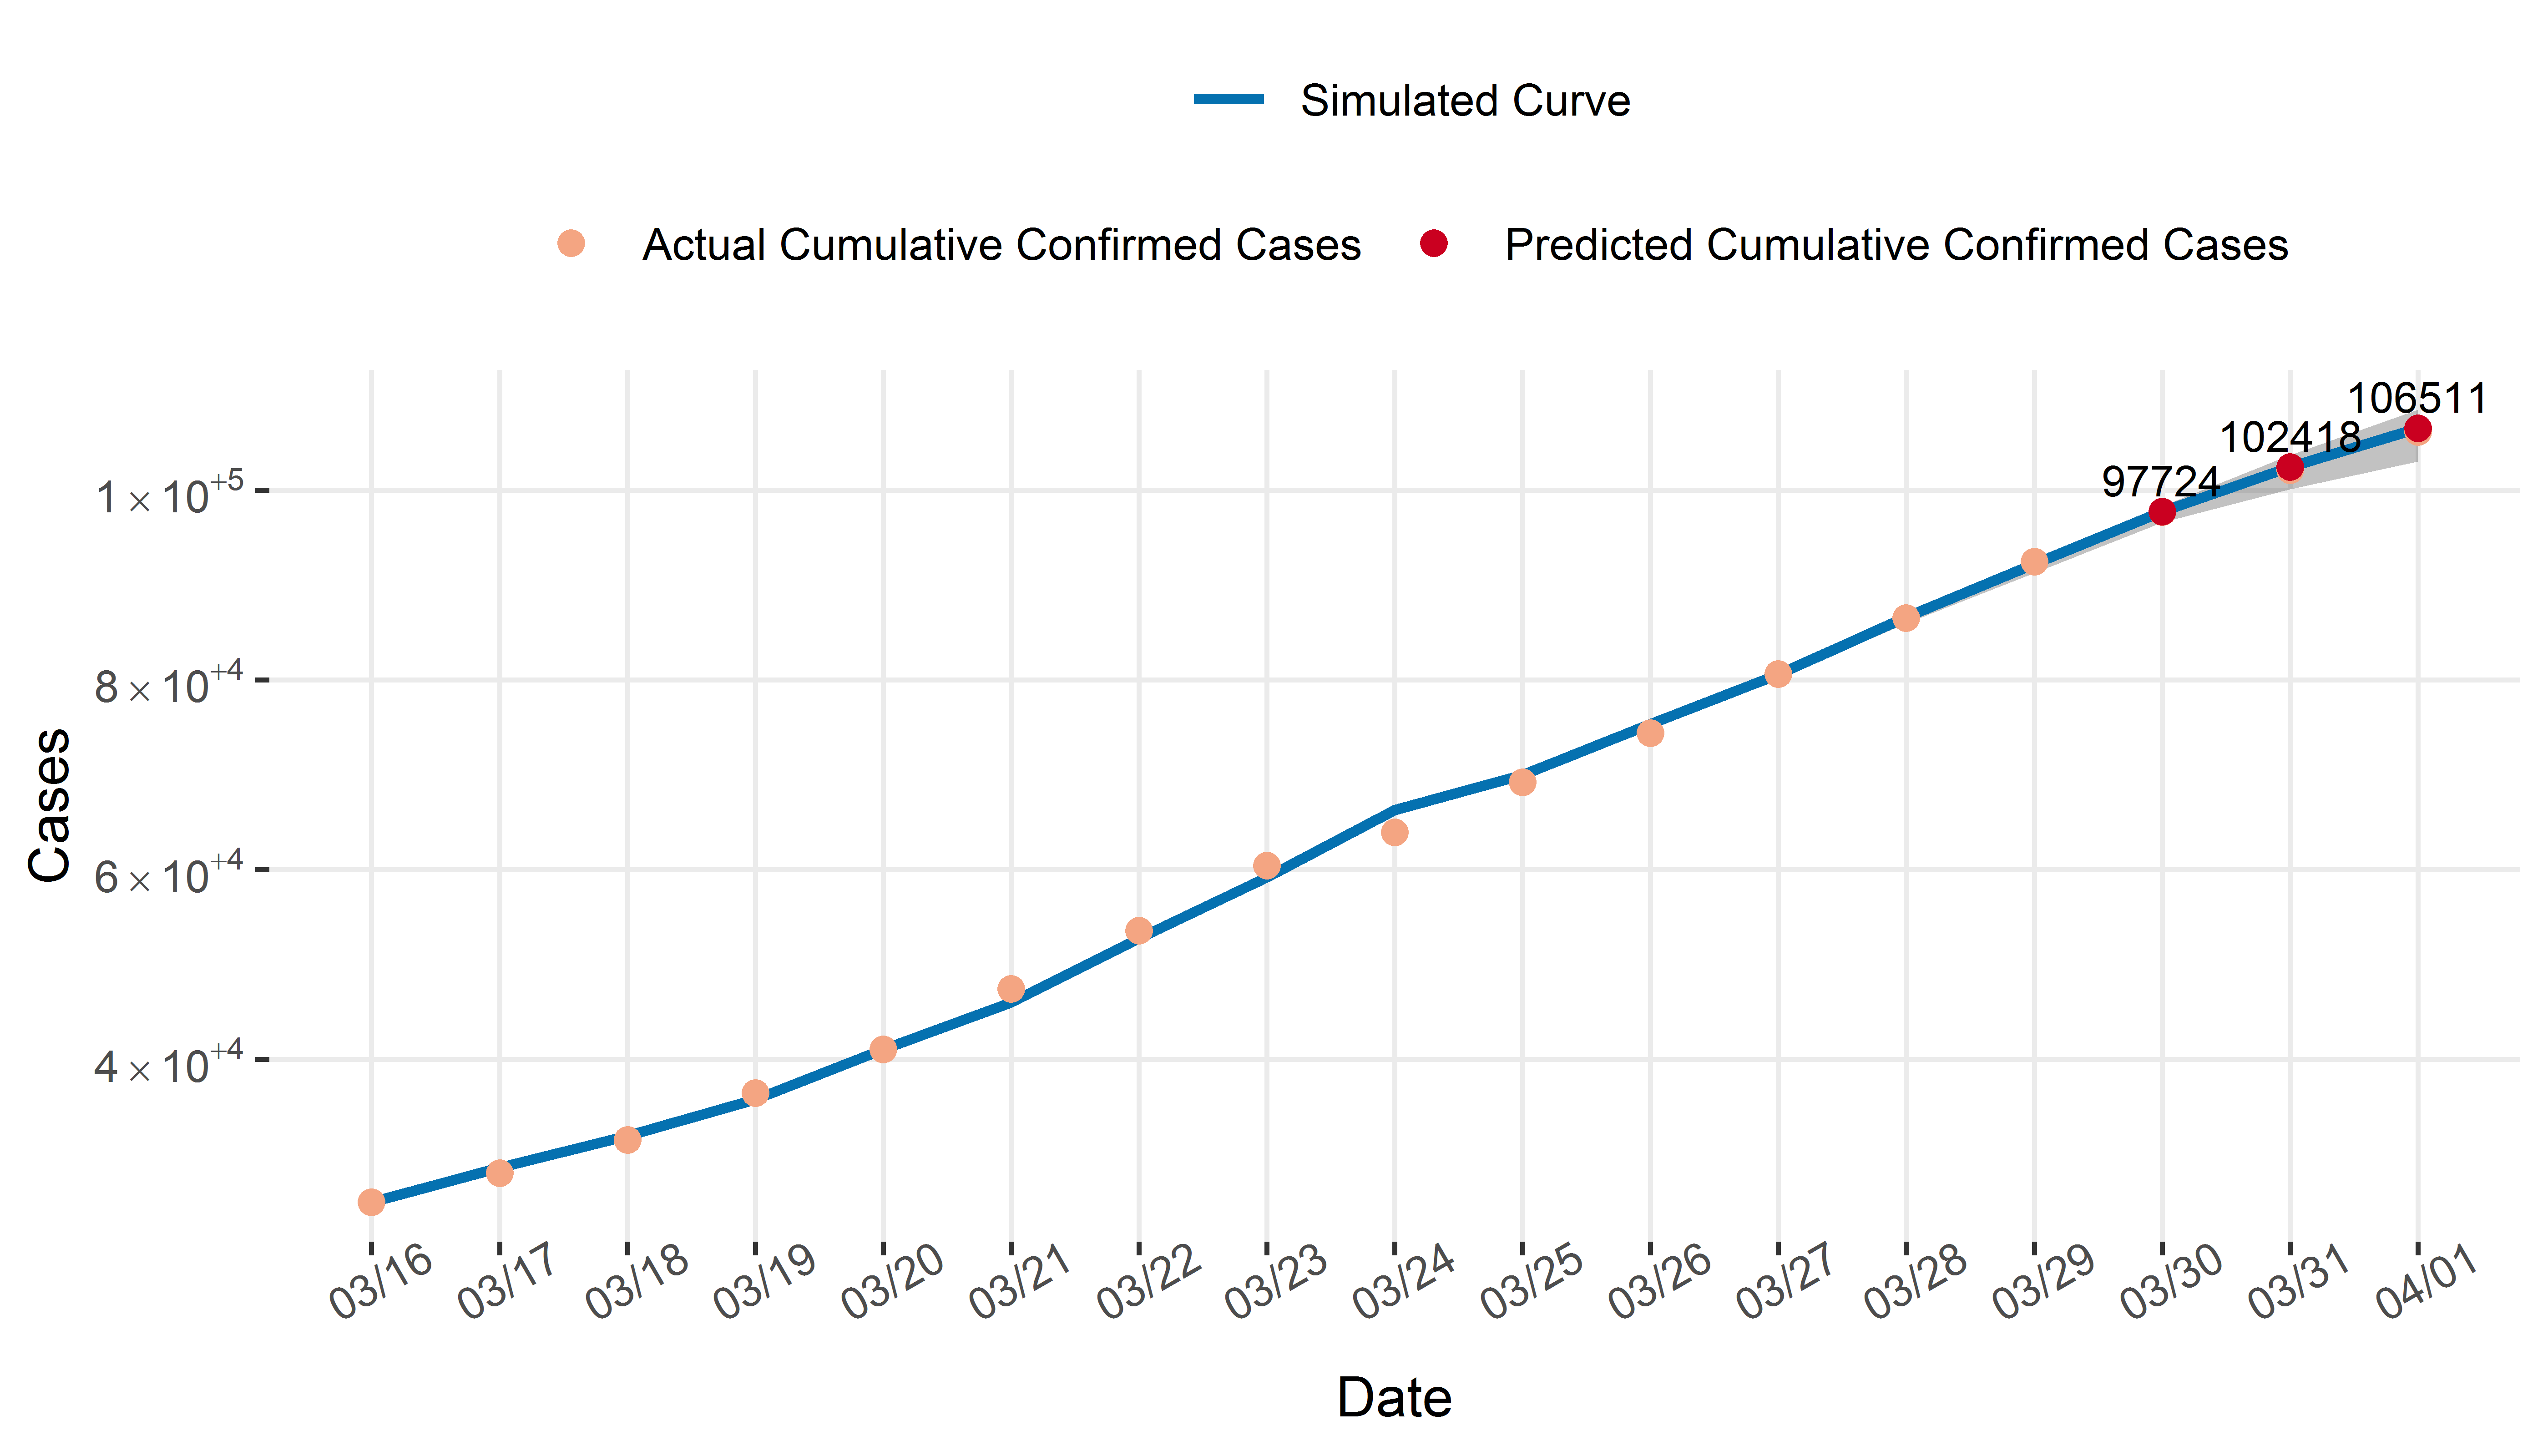 Simulated Curve
Actual Cumulative Confirmed Cases
Predicted Cumulative Confirmed Cases
106511
102418
97724
1 × 10⁺⁵
8 × 10⁺⁴
6 × 10⁺⁴
4 × 10⁺⁴
Cases
03/16
03/17
03/18
03/19
03/20
03/21
03/22
03/23
03/24
03/25
03/26
03/27
03/28
03/29
03/30
03/31
04/01
Date